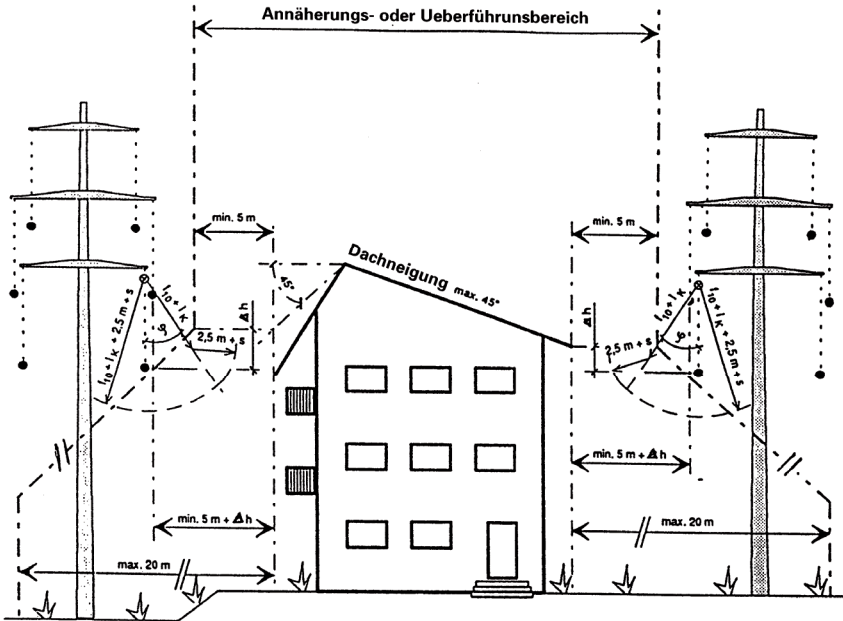 Annäherungs- oder Ueberführunsbereich
min. 5 m
min. 5 m
Dachneigung max. 45°
45°
Δh
Δh
l10 + lK
l10 + lK
φ
φ
2,5 m + s
2,5 m + s
l10 + lK + 2,5 m + s
l10 + lK + 2,5 m + s
min. 5 m + Δh
min. 5 m + Δh
max. 20 m
max. 20 m